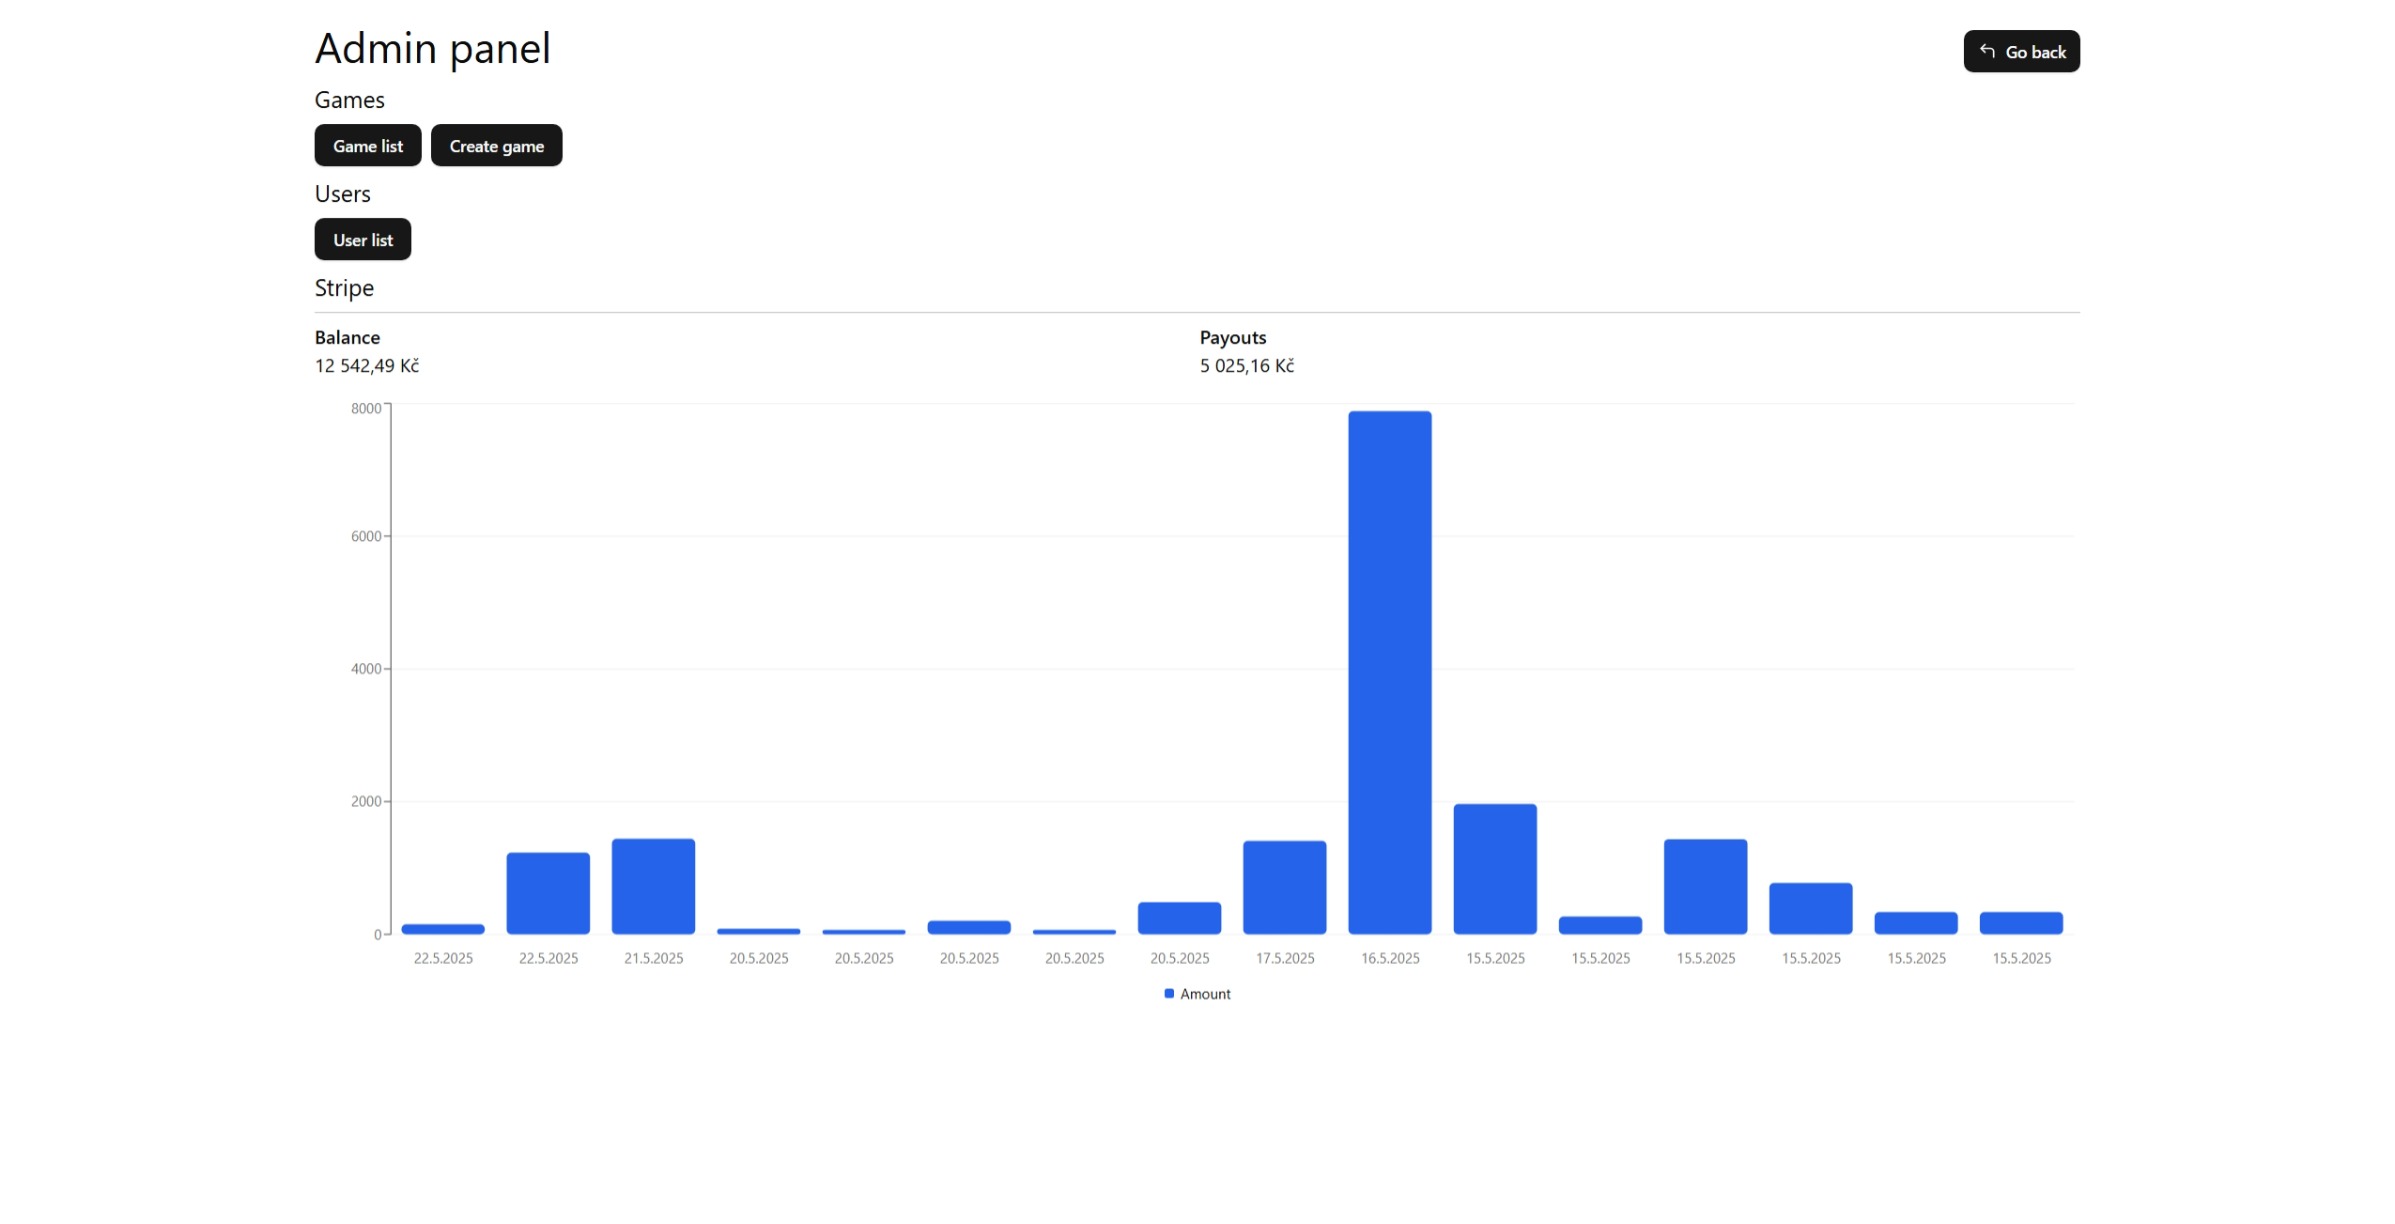 Admin panel
Go back
Games
Game list
Create game
Users
User list
Stripe
Balance
Payouts
12 542,49 Kč
5 025,16 Kč
8000
6000
4000
2000
0
22.5.2025 22.5.2025 21.5.2025 20.5.2025 20.5.2025 20.5.2025 20.5.2025 20.5.2025 17.5.2025 16.5.2025 15.5.2025 15.5.2025 15.5.2025 15.5.2025 15.5.2025 15.5.2025
Amount